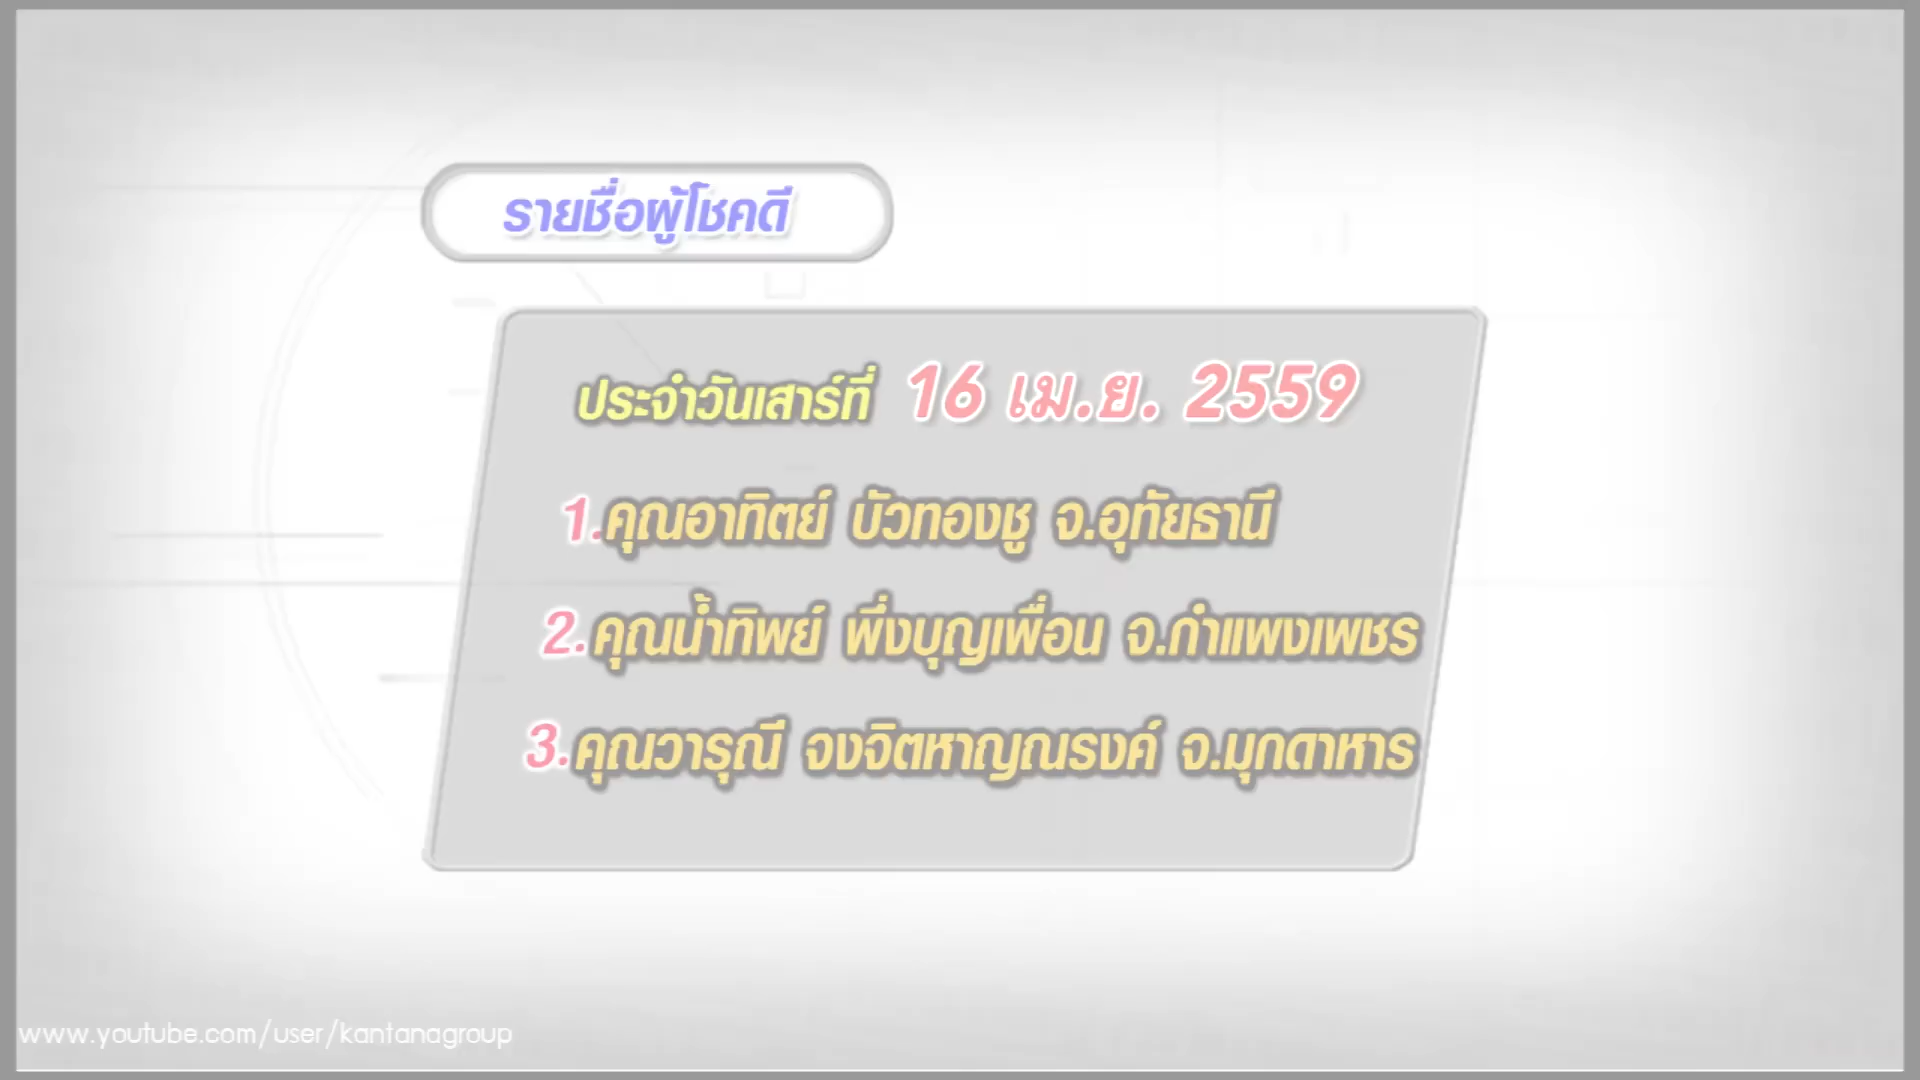 รายชื่อผู้โชคดี
ประจำวันเสาร์ที่ 16 เม.ย. 2559
1.คุณอาทิตย์ บัวทองชู จ.อุทัยธานี
2.คุณน้ำทิพย์ พึ่งบุญเพื่อน จ.กำแพงเพชร
3.คุณวารุณี จงจิตหาญณรงค์ จ.มุกดาหาร
www.youtube.com/user/kantanagroup